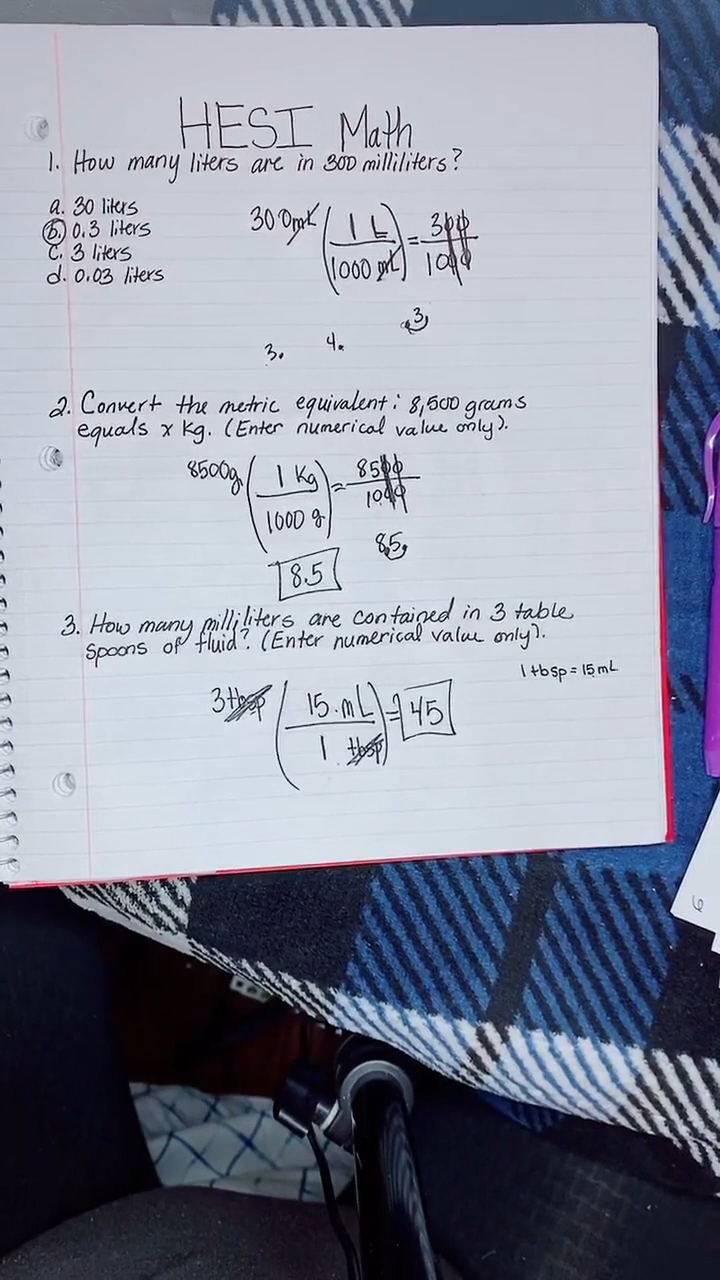 HESI Math
1. How many liters are in 300 milliliters?
a. 30 liters
b. 0.3 liters
c. 3 liters
d. 0.03 liters
300mL (1 L / 1000 mL) = 300 / 1000
.3
3. 4.
2. Convert the metric equivalent: 8,500 grams
equals x Kg. (Enter numerical value only).
8500g (1 Kg / 1000 g) = 8500 / 1000
8.5.
8.5
3. How many milliliters are contained in 3 table
spoons of fluid? (Enter numerical value only).
1 tbsp = 15mL
3 tbsp (15 mL / 1 tbsp) = 45
6